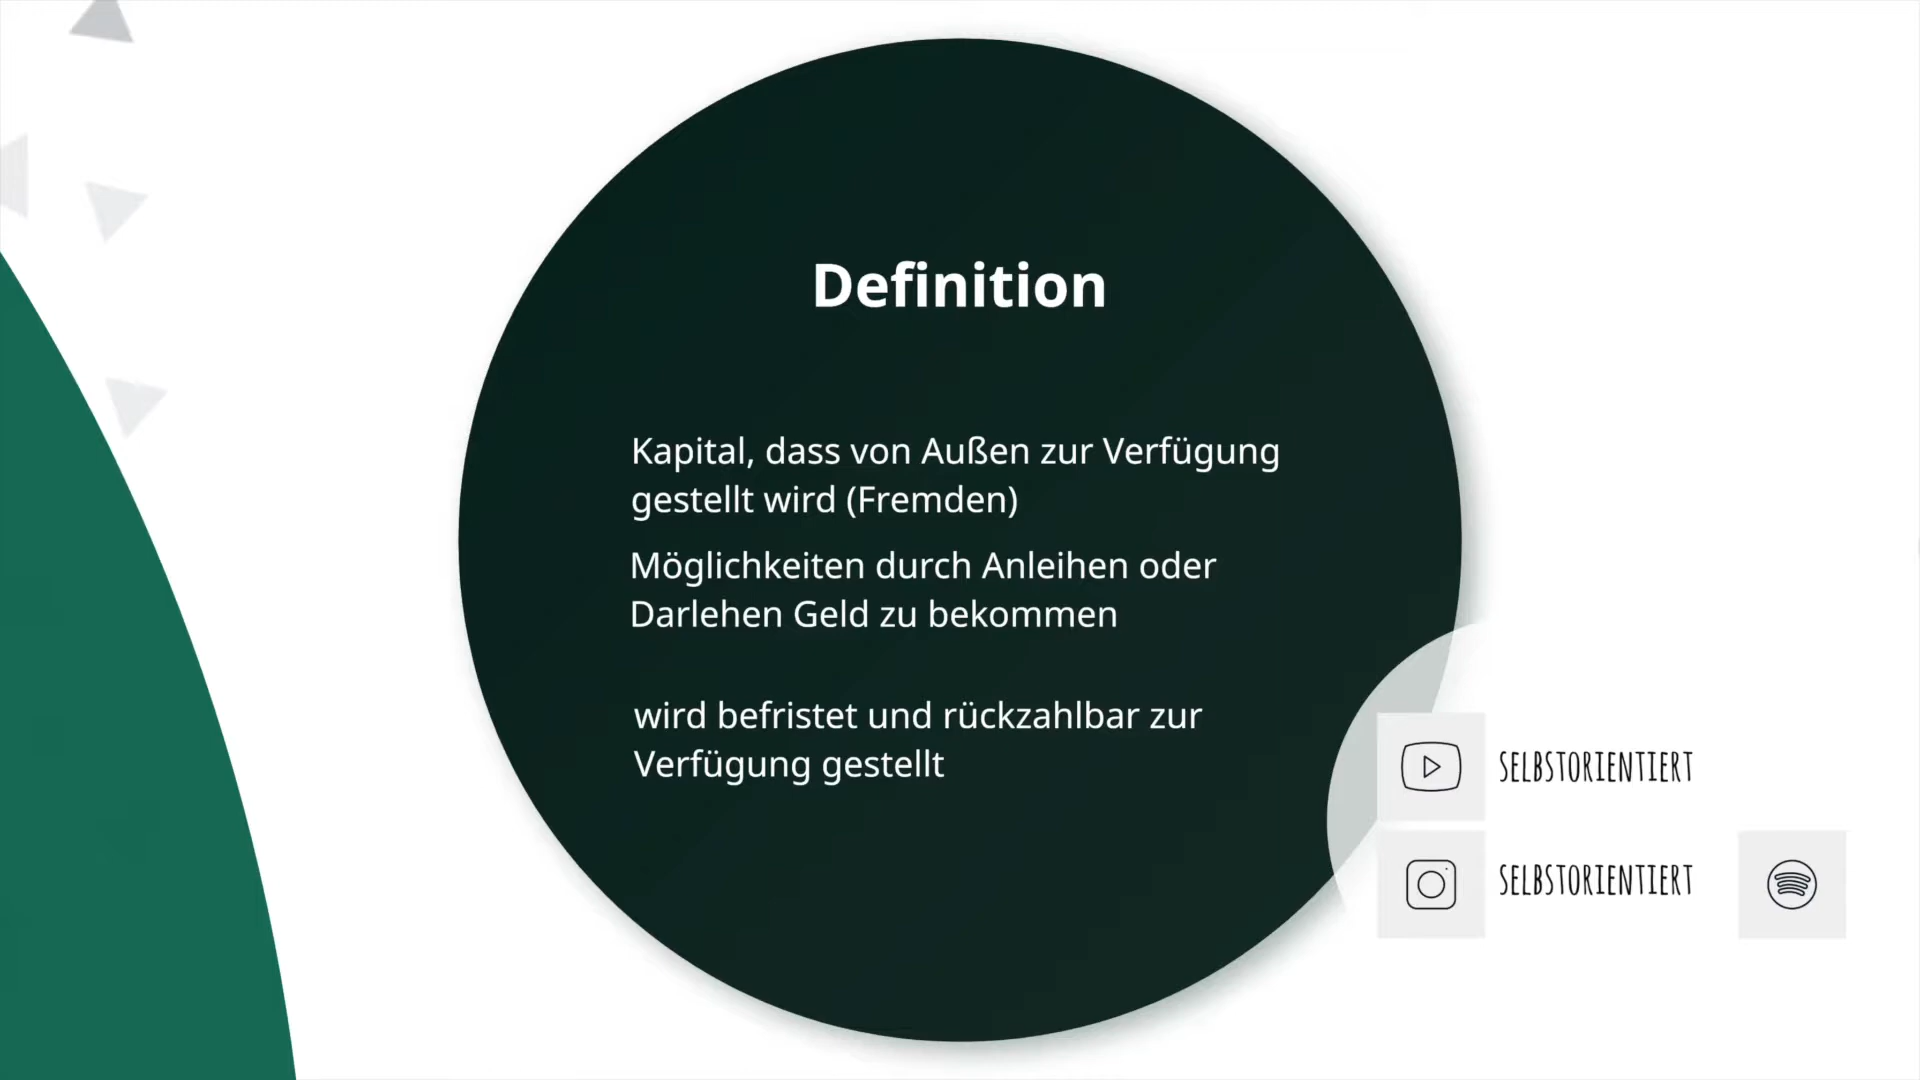 Definition
Kapital, dass von Außen zur Verfügung
gestellt wird (Fremden)
Möglichkeiten durch Anleihen oder
Darlehen Geld zu bekommen
wird befristet und rückzahlbar zur
Verfügung gestellt
SELBSTORIENTIERT
SELBSTORIENTIERT